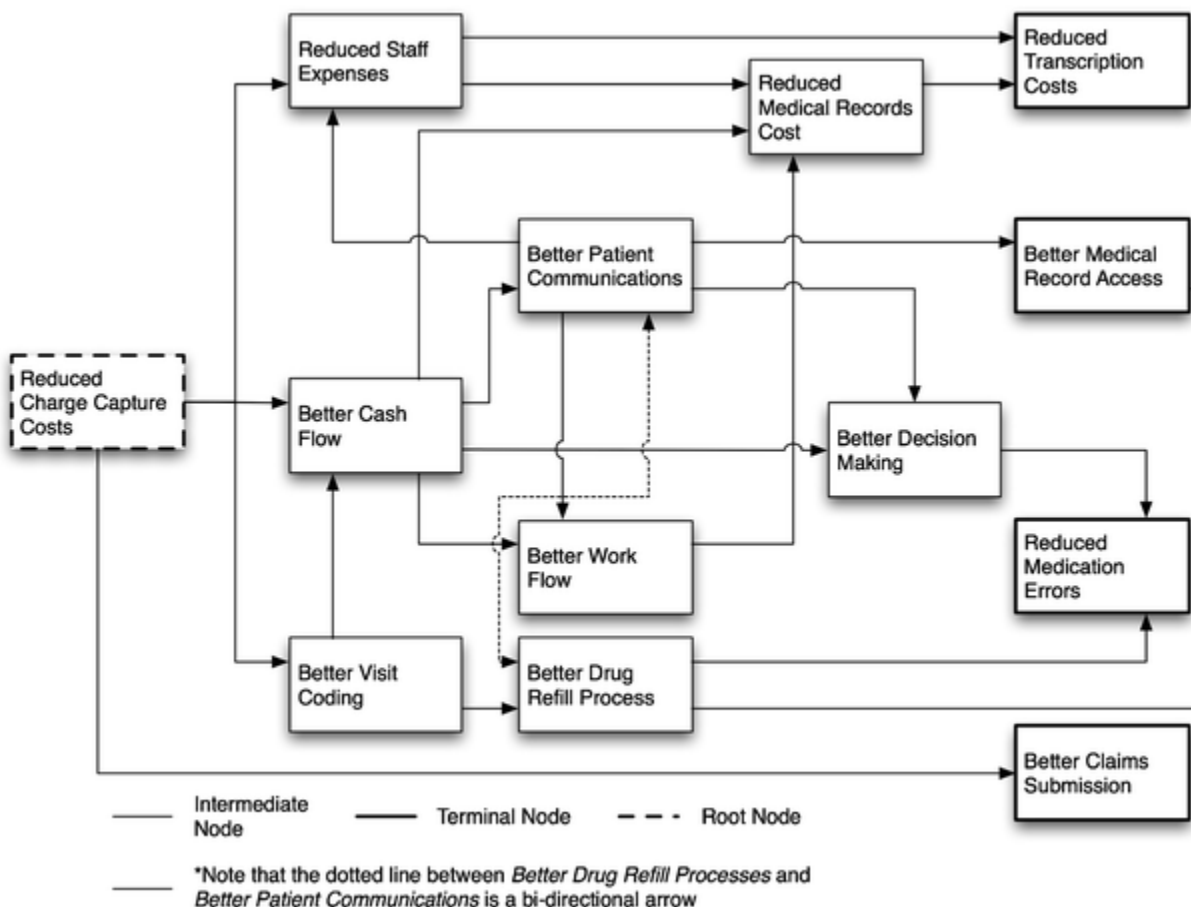 Reduced Staff
Expenses
Reduced
Transcription
Costs
Reduced
Medical Records
Cost
Better Patient
Communications
Better Medical
Record Access
Reduced
Charge Capture
Costs
Better Cash
Flow
Better Decision
Making
Better Work
Flow
Reduced
Medication
Errors
Better Visit
Coding
Better Drug
Refill Process
Better Claims
Submission
Intermediate
Node
Terminal Node
Root Node
*Note that the dotted line between Better Drug Refill Processes and
Better Patient Communications is a bi-directional arrow